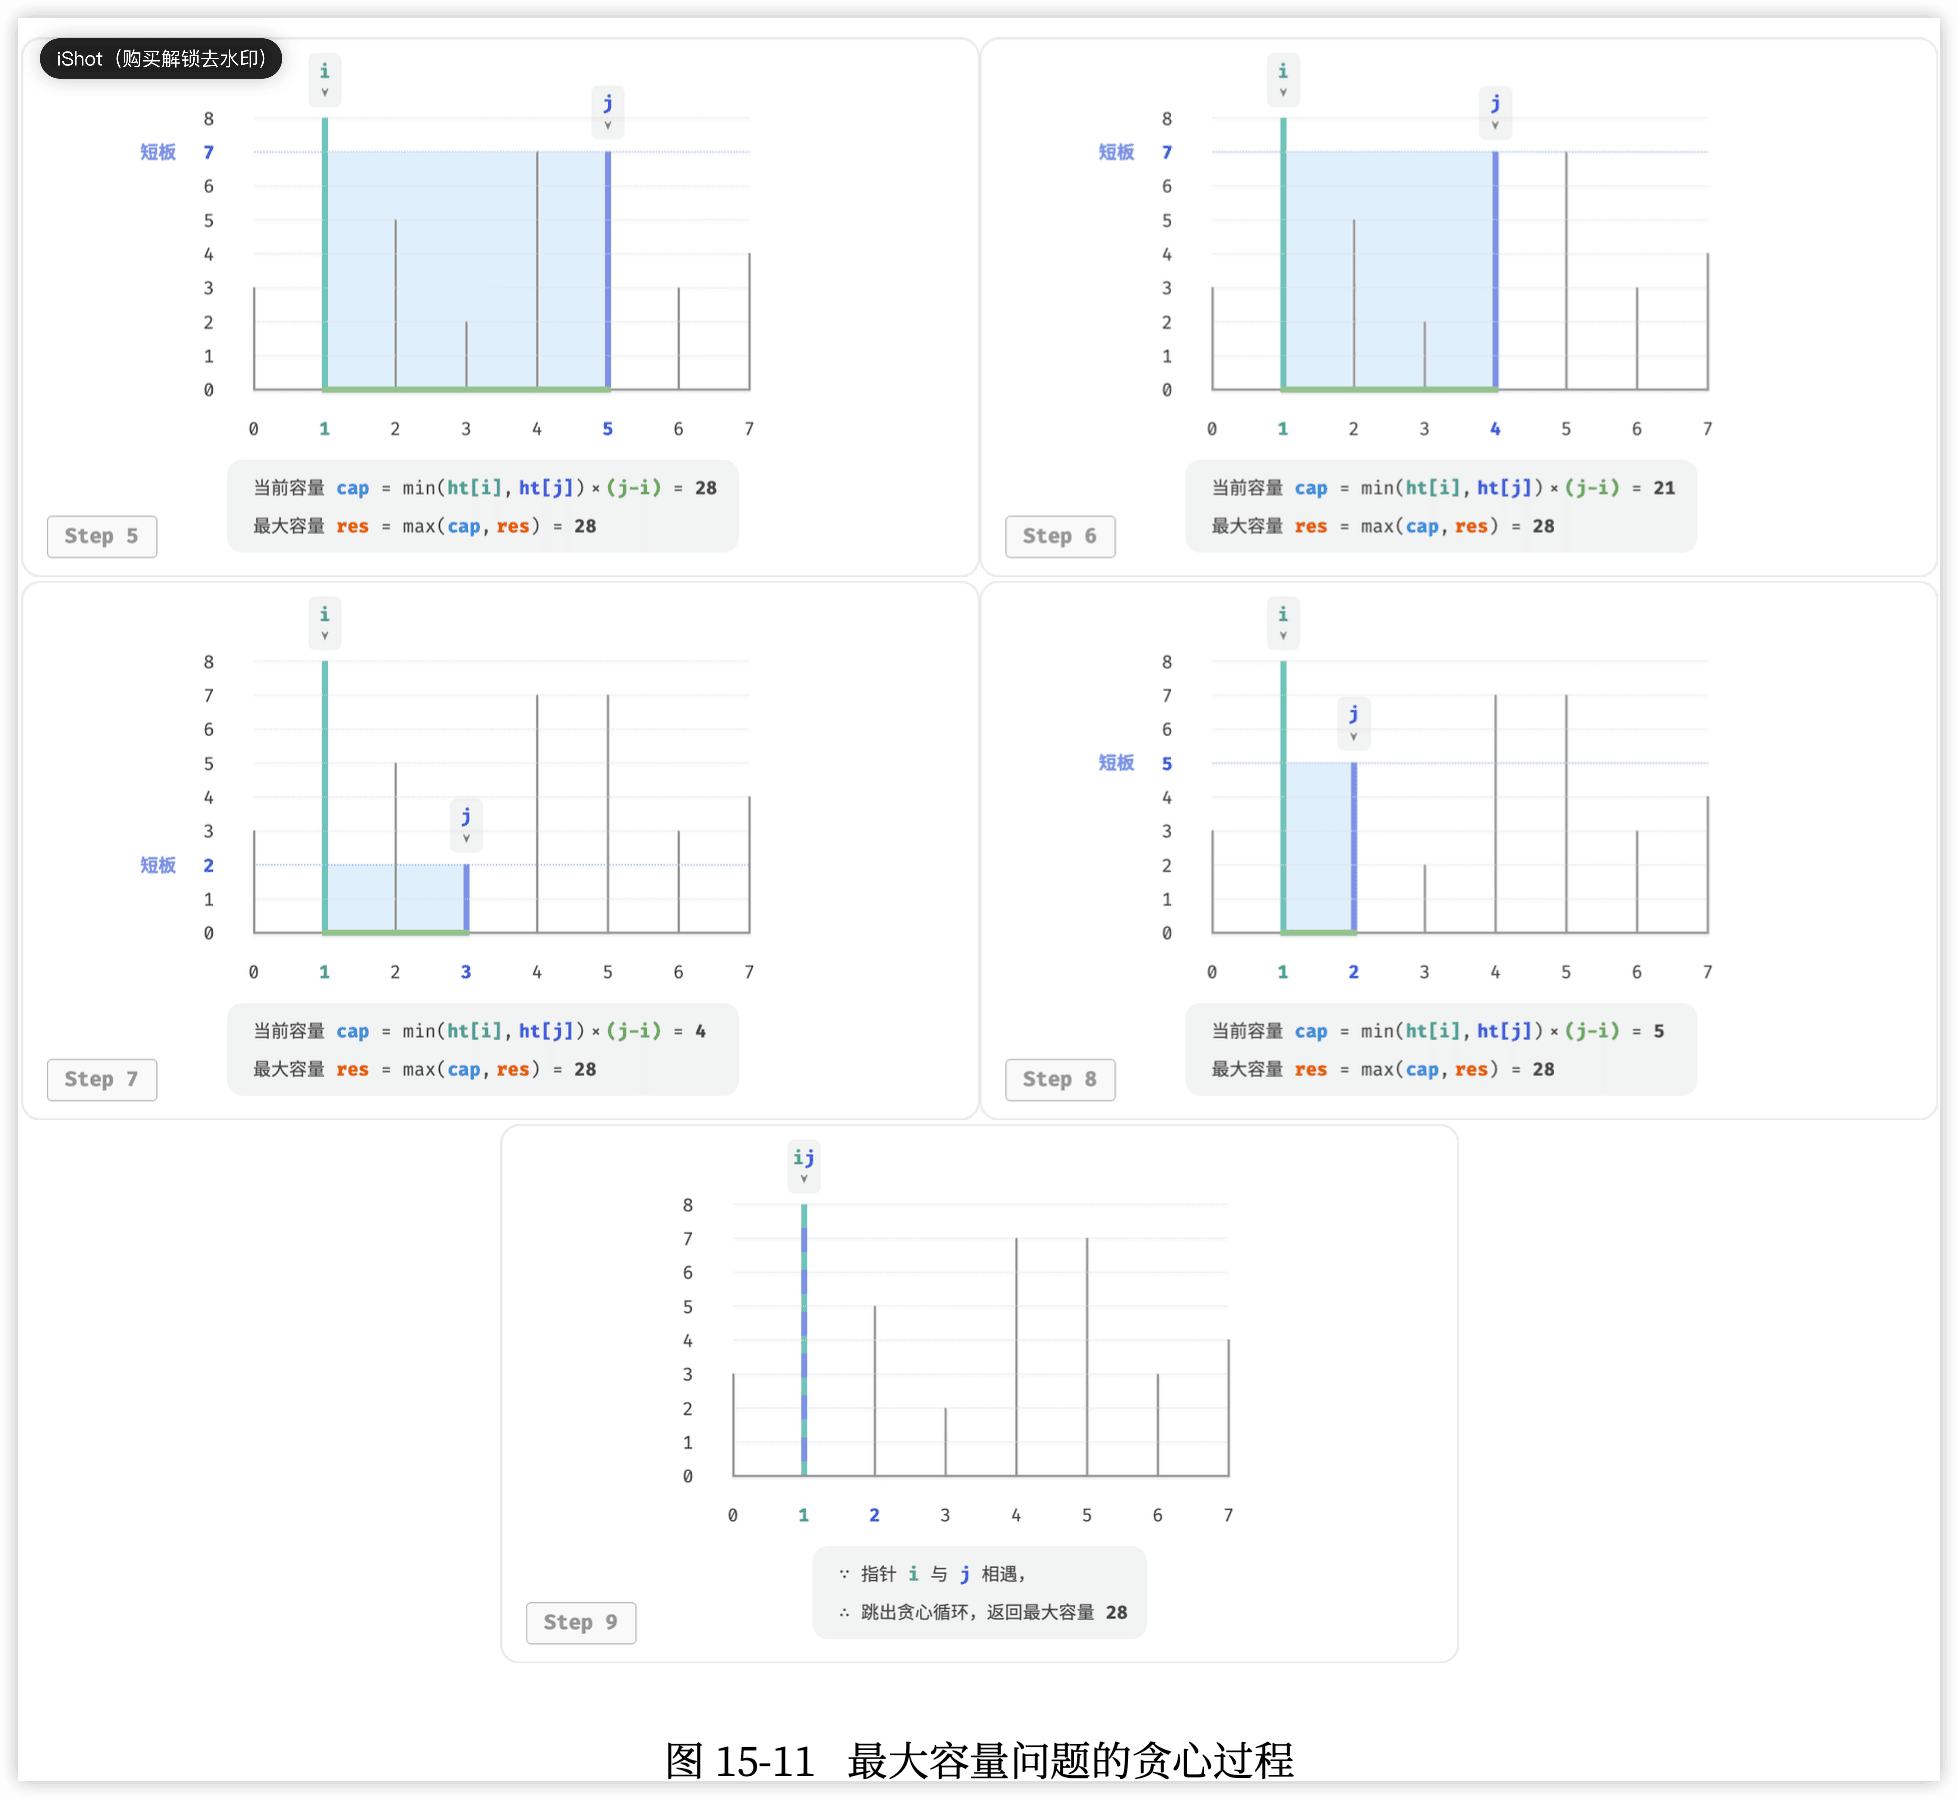 iShot（购买解锁去水印）
i
j
8
短板 7
6
5
4
3
2
1
0
0 1 2 3 4 5 6 7
当前容量 cap = min(ht[i], ht[j]) × (j-i) = 28
最大容量 res = max(cap, res) = 28
Step 5
i
j
8
短板 7
6
5
4
3
2
1
0
0 1 2 3 4 5 6 7
当前容量 cap = min(ht[i], ht[j]) × (j-i) = 21
最大容量 res = max(cap, res) = 28
Step 6
i
8
7
6
5
4
j
3
短板 2
1
0
0 1 2 3 4 5 6 7
当前容量 cap = min(ht[i], ht[j]) × (j-i) = 4
最大容量 res = max(cap, res) = 28
Step 7
i
8
7
j
6
短板 5
4
3
2
1
0
0 1 2 3 4 5 6 7
当前容量 cap = min(ht[i], ht[j]) × (j-i) = 5
最大容量 res = max(cap, res) = 28
Step 8
ij
8
7
6
5
4
3
2
1
0
0 1 2 3 4 5 6 7
∵ 指针 i 与 j 相遇，
∴ 跳出贪心循环，返回最大容量 28
Step 9
图 15-11 最大容量问题的贪心过程